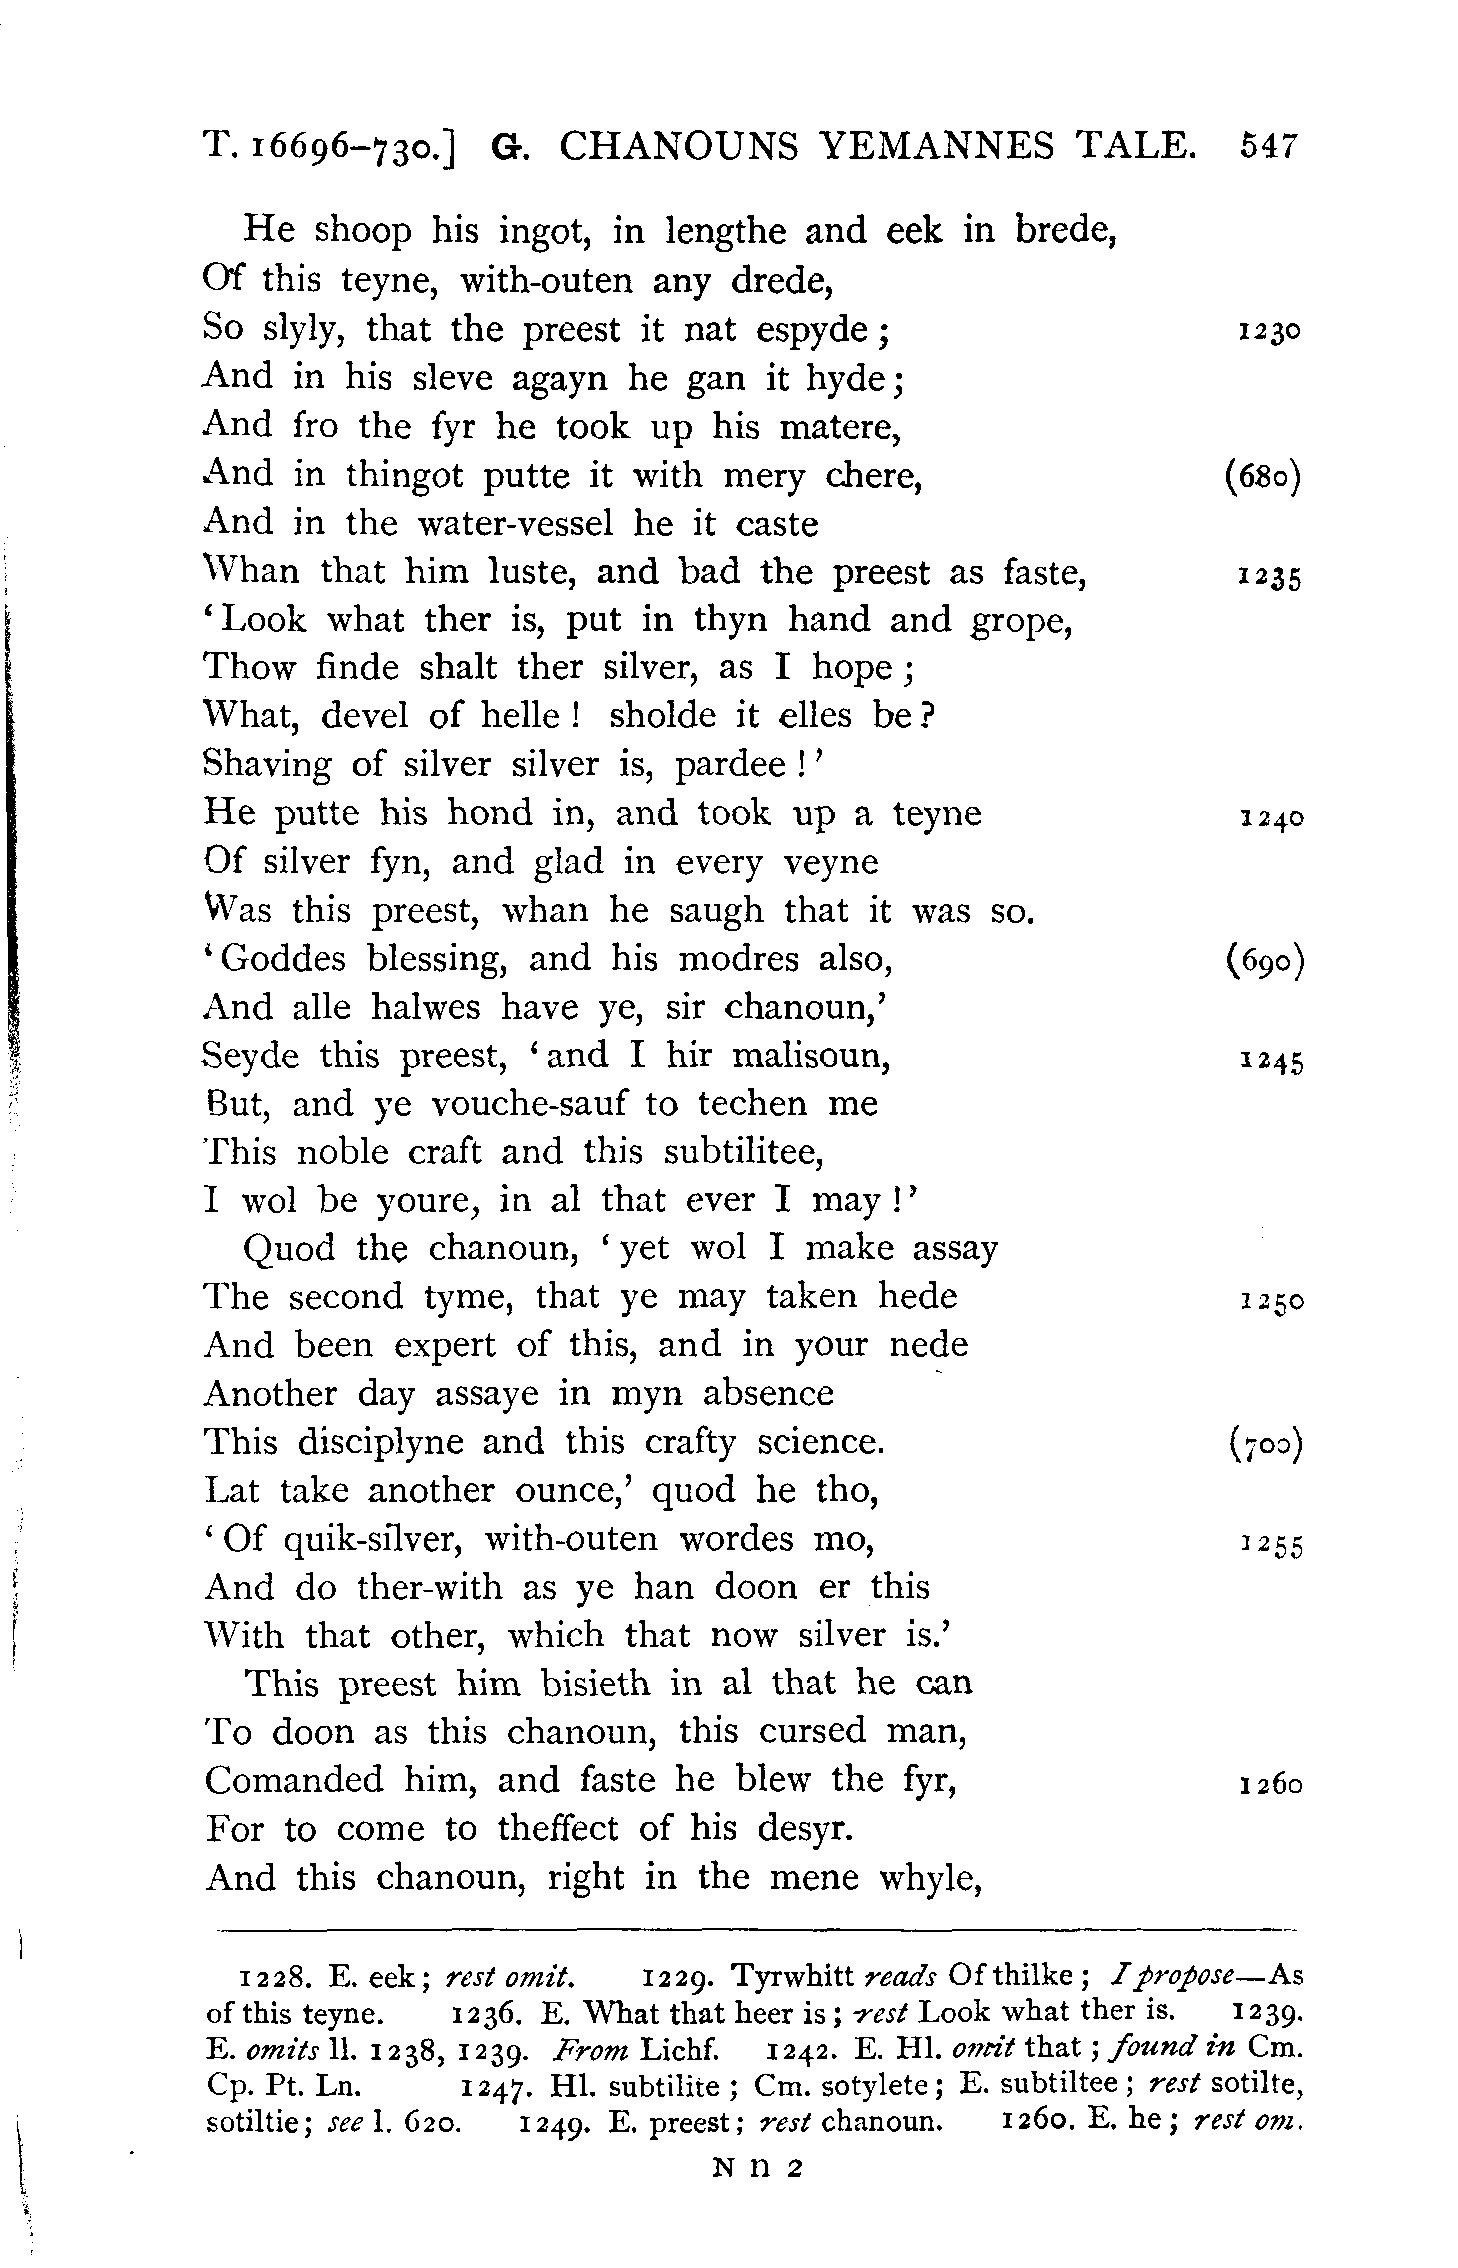 T. 16696–730.] G. CHANOUNS YEMANNES TALE. 547
He shoop his ingot, in lengthe and eek in brede,
Of this teyne, with-outen any drede,
So slyly, that the preest it nat espyde ; 1230
And in his sleve agayn he gan it hyde ;
And fro the fyr he took up his matere,
And in thingot putte it with mery chere, (680)
And in the water-vessel he it caste
Whan that him luste, and bad the preest as faste, 1235
‘ Look what ther is, put in thyn hand and grope,
Thow finde shalt ther silver, as I hope ;
What, devel of helle ! sholde it elles be ?
Shaving of silver silver is, pardee ! ’
He putte his hond in, and took up a teyne 1240
Of silver fyn, and glad in every veyne
Was this preest, whan he saugh that it was so.
‘ Goddes blessing, and his modres also, (690)
And alle halwes have ye, sir chanoun,’
Seyde this preest, ‘ and I hir malisoun, 1245
But, and ye vouche-sauf to techen me
This noble craft and this subtilitee,
I wol be youre, in al that ever I may ! ’
Quod the chanoun, ‘ yet wol I make assay
The second tyme, that ye may taken hede 1250
And been expert of this, and in your nede
Another day assaye in myn absence
This disciplyne and this crafty science. (700)
Lat take another ounce,’ quod he tho,
‘ Of quik-silver, with-outen wordes mo, 1255
And do ther-with as ye han doon er this
With that other, which that now silver is.’
This preest him bisieth in al that he can
To doon as this chanoun, this cursed man,
Comanded him, and faste he blew the fyr, 1260
For to come to theffect of his desyr.
And this chanoun, right in the mene whyle,
1228. E. eek ; rest omit. 1229. Tyrwhitt reads Of thilke ; I propose—As
of this teyne. 1236. E. What that heer is ; rest Look what ther is. 1239.
E. omits ll. 1238, 1239. From Lichf. 1242. E. Hl. omit that ; found in Cm.
Cp. Pt. Ln. 1247. Hl. subtilite ; Cm. sotylete ; E. subtiltee ; rest sotilte,
sotiltie ; see l. 620. 1249. E. preest ; rest chanoun. 1260. E. he ; rest om.
N n 2